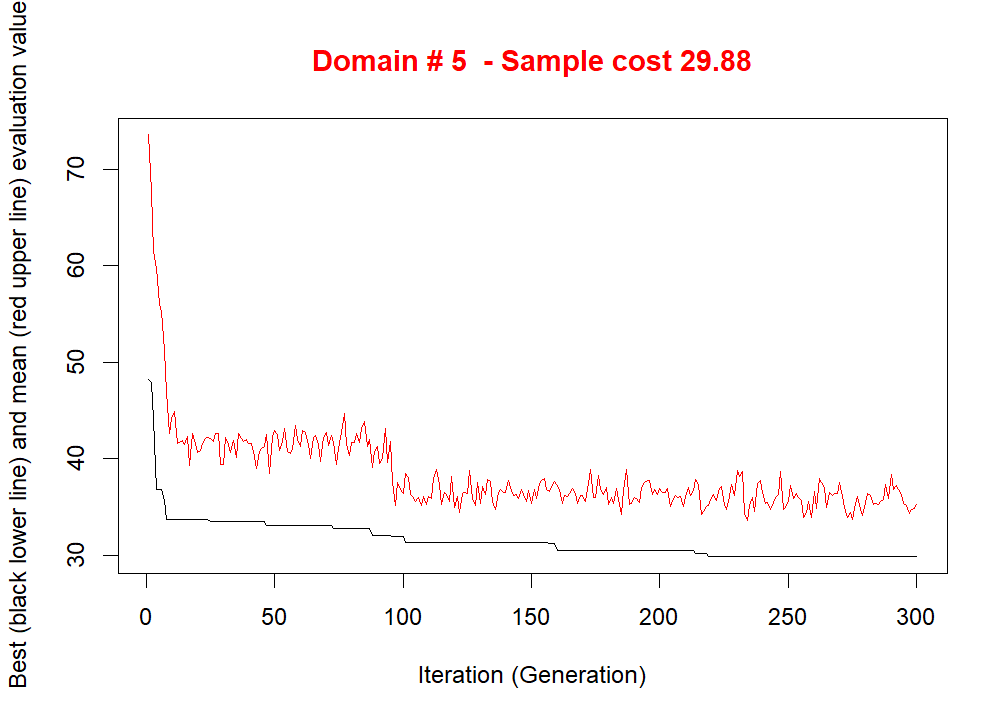 Domain # 5  - Sample cost 29.88
Best (black lower line) and mean (red upper line) evaluation value
70
60
50
40
30
0 50 100 150 200 250 300
Iteration (Generation)